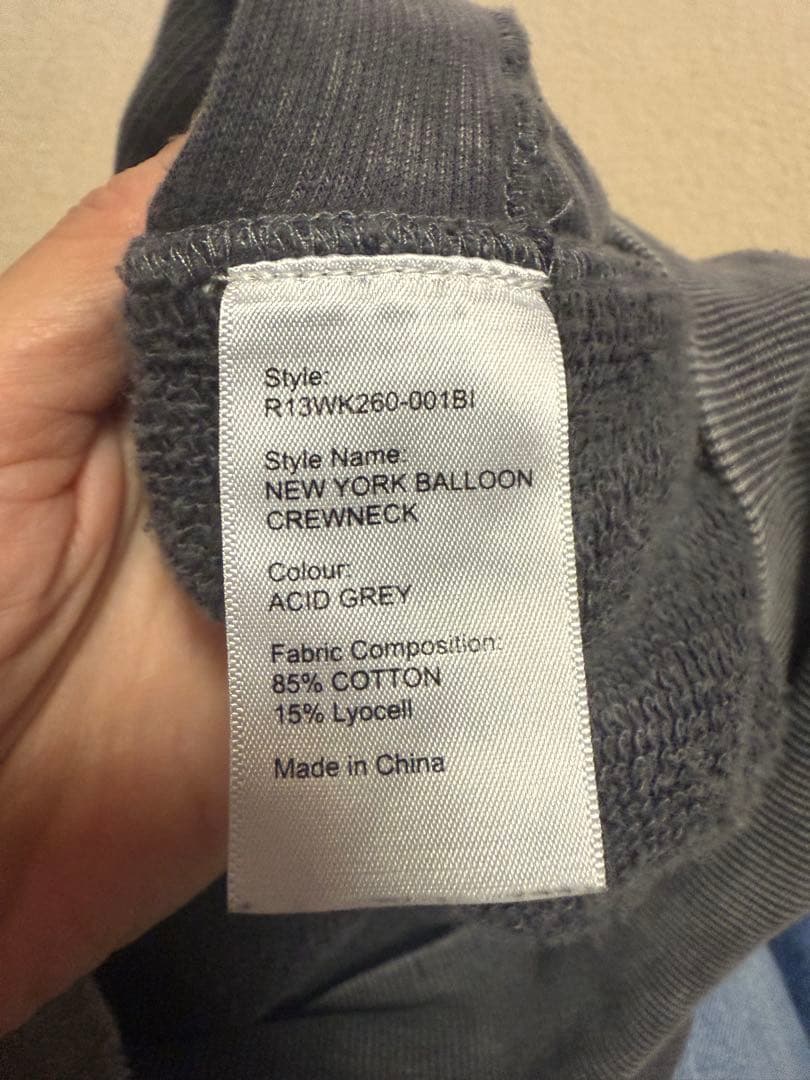 Style:
R13WK260-001BI
Style Name:
NEW YORK BALLOON
CREWNECK
Colour:
ACID GREY
Fabric Composition:
85% COTTON
15% Lyocell
Made in China